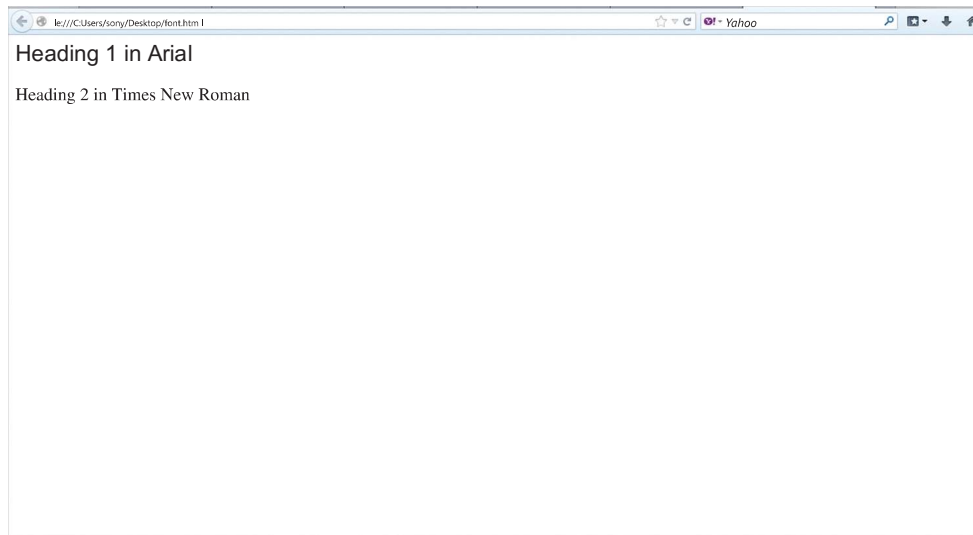 le:///C:Users/sony/Desktop/font.htm l
Y! Yahoo
Heading 1 in Arial
Heading 2 in Times New Roman